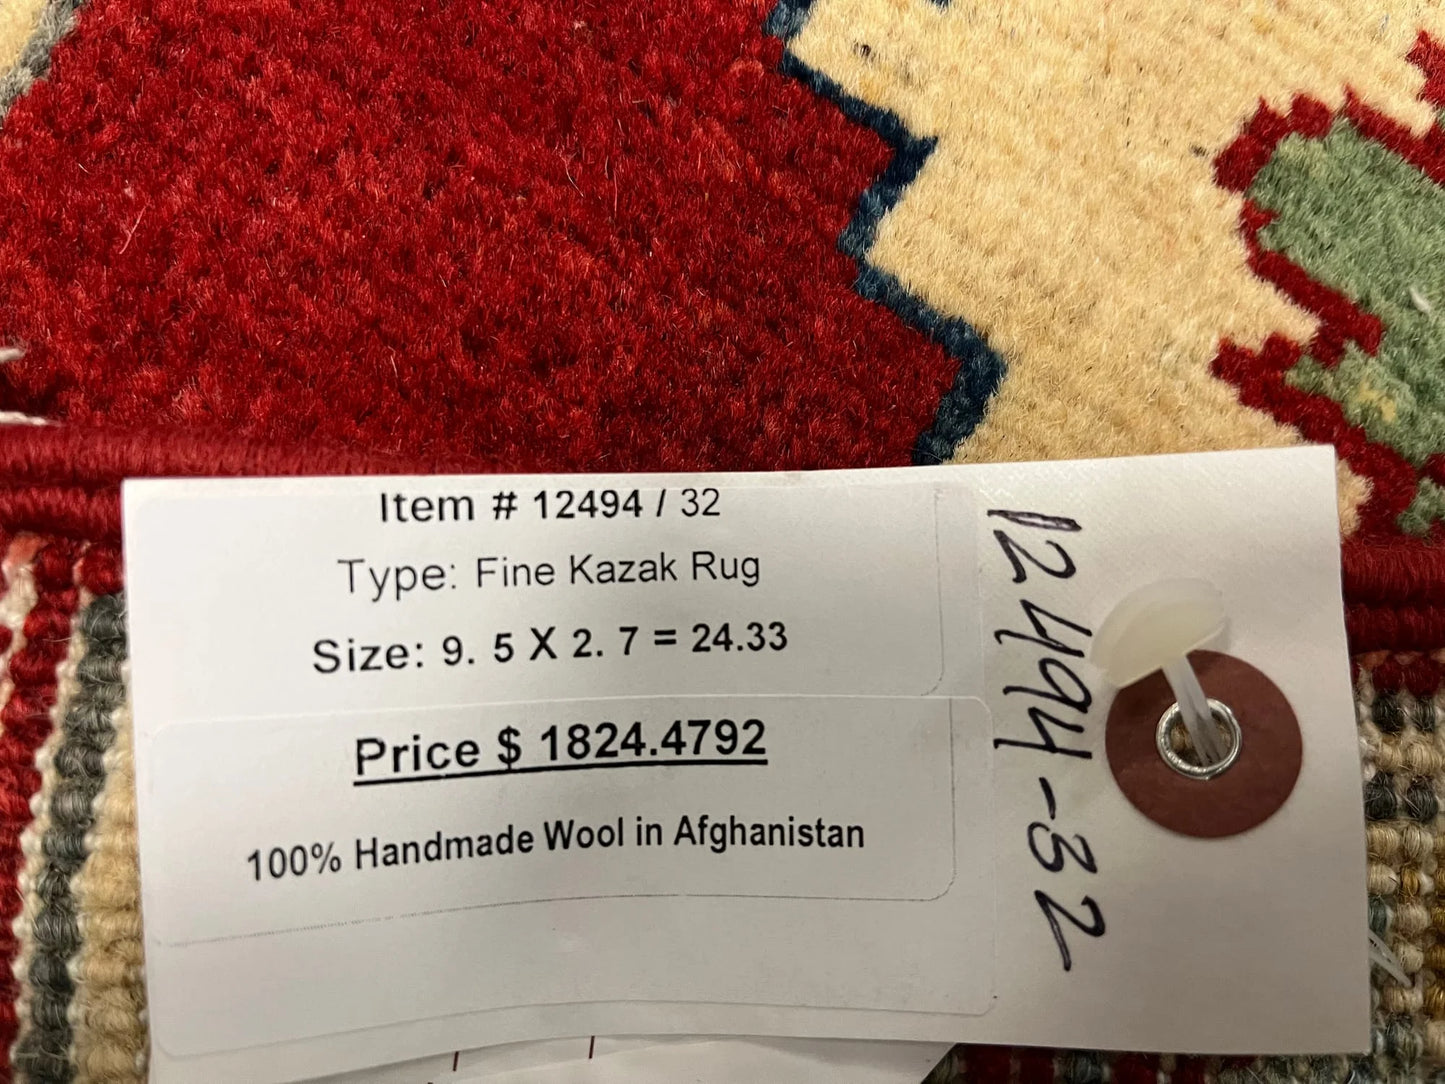 Item # 12494 / 32
Type: Fine Kazak Rug
Size: 9. 5 X 2. 7 = 24.33
Price $ 1824.4792
100% Handmade Wool in Afghanistan
12494-32